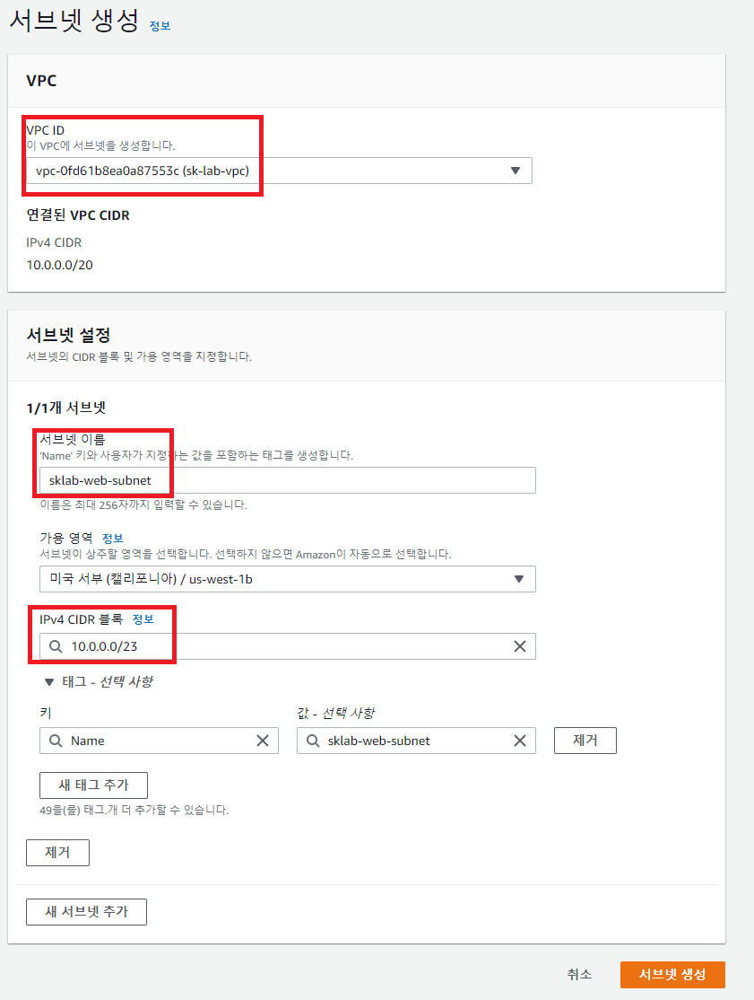 서브넷 생성 정보
VPC
VPC ID
이 VPC에 서브넷을 생성합니다.
vpc-0fd61b8ea0a87553c (sk-lab-vpc)
연결된 VPC CIDR
IPv4 CIDR
10.0.0.0/20
서브넷 설정
서브넷의 CIDR 블록 및 가용 영역을 지정합니다.
1/1개 서브넷
서브넷 이름
'Name' 키와 사용자가 지정하는 값을 포함하는 태그를 생성합니다.
sklab-web-subnet
이름은 최대 256자까지 입력할 수 있습니다.
가용 영역 정보
서브넷이 상주할 영역을 선택합니다. 선택하지 않으면 Amazon이 자동으로 선택합니다.
미국 서부 (캘리포니아) / us-west-1b
IPv4 CIDR 블록 정보
10.0.0.0/23
태그 - 선택 사항
키 값 - 선택 사항
Name sklab-web-subnet 제거
새 태그 추가
49을(를) 태그.개 더 추가할 수 있습니다.
제거
새 서브넷 추가
취소 서브넷 생성